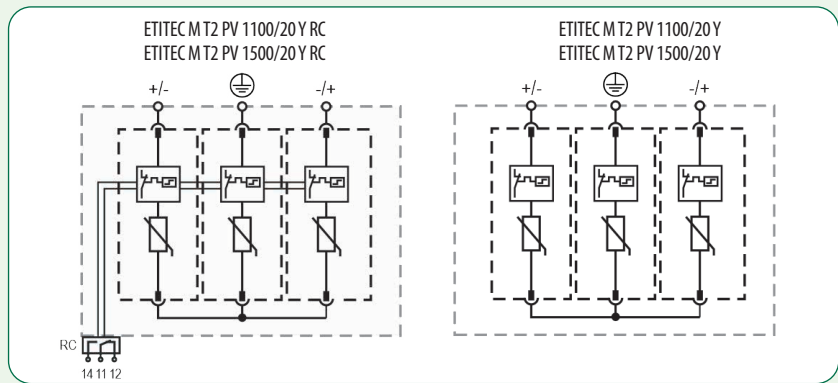 ETITEC M T2 PV 1100/20 Y RC
ETITEC M T2 PV 1500/20 Y RC
+/-
-/+
RC
14 11 12
ETITEC M T2 PV 1100/20 Y
ETITEC M T2 PV 1500/20 Y
+/-
-/+